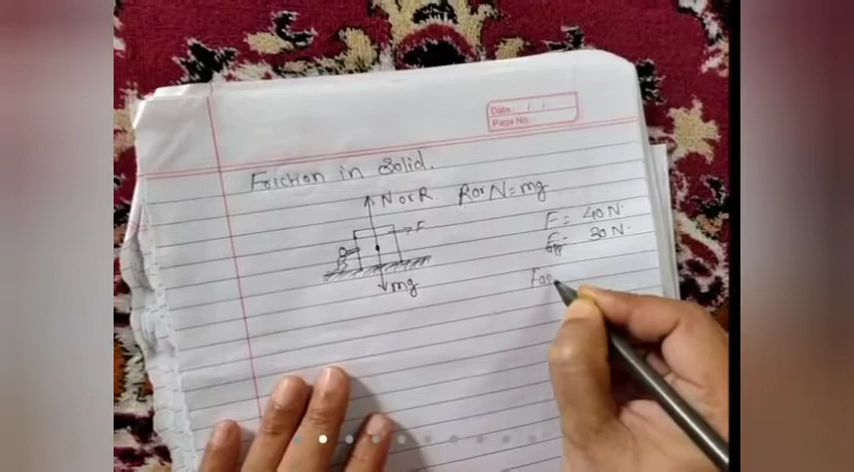 Date. / /
Page No.
Friction in Solid.
N or R. R or N = mg
F
F = 40 N.
30 N.
mg